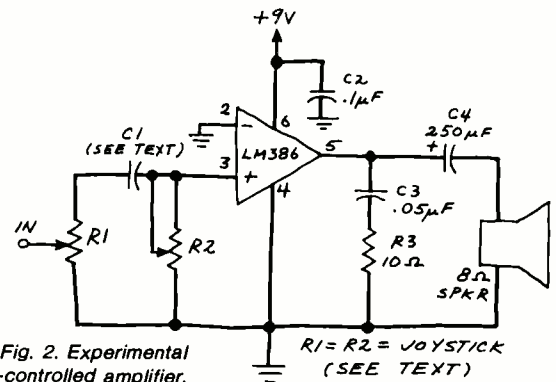 +9V
C2
.1µF
2
6
-
C1
(SEE TEXT)
LM386
5
C4
+ 250µF
3
+
4
C3
.05µF
IN
R1
R2
R3
10Ω
8Ω
SPKR
Fig. 2. Experimental
-controlled amplifier.
R1 = R2 = JOYSTICK
(SEE TEXT)